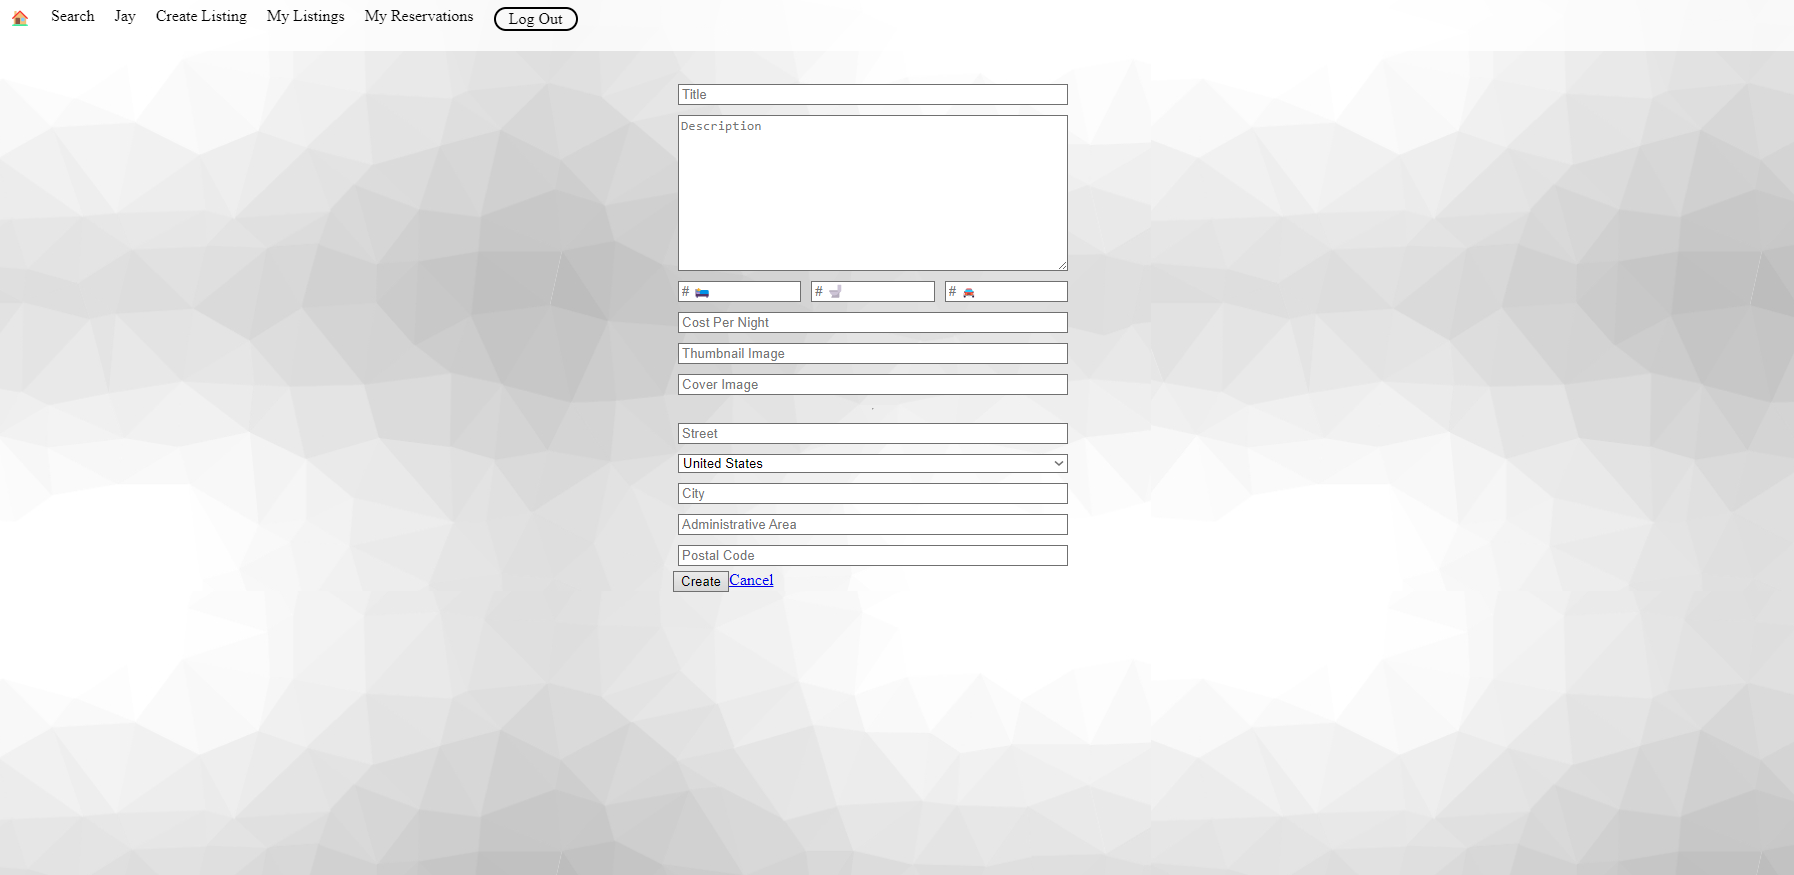 🏠 Search Jay Create Listing My Listings My Reservations Log Out
Title
Description
# 🛌 # 🚽 # 🚘
Cost Per Night
Thumbnail Image
Cover Image
Street
United States
City
Administrative Area
Postal Code
Create Cancel